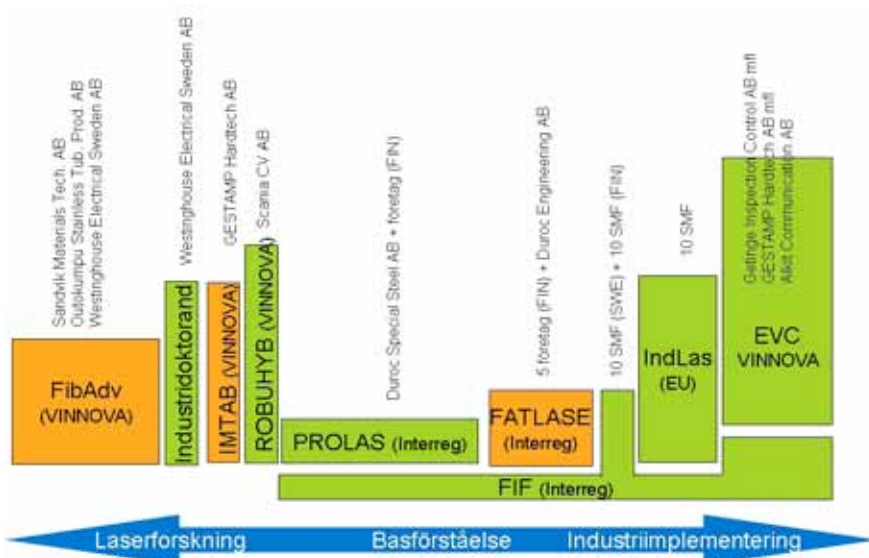 Sandvik Materials Tech. AB
Outokumpu Stainless Tub. Prod. AB
Westinghouse Electrical Sweden AB
Westinghouse Electrical Sweden AB
GESTAMP Hardtech AB
Scania CV AB
Duroc Special Steel AB + foretag (FIN)
5 foretag (FIN) + Duroc Engineering AB
10 SMF (SWE) + 10 SMF (FIN)
10 SMF
Getinge Inspection Control AB mfl
GESTAMP Hardtech AB mfl
Alkit Communication AB
FibAdv
(VINNOVA)
Industridoktorand
IMTAB (VINNOVA)
ROBUHYB (VINNOVA)
PROLAS (Interreg)
FATLASE
(Interreg)
IndLas
(EU)
EVC
VINNOVA
FIF (Interreg)
Laserforskning
Basförståelse
Industriimplementering